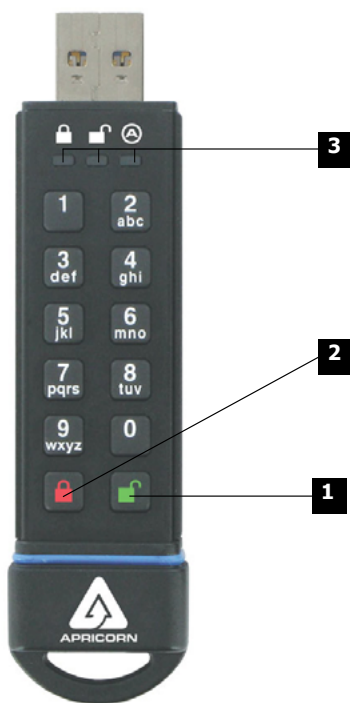 3
1
2
abc
3
def
4
ghi
5
jkl
6
mno
2
7
pqrs
8
tuv
9
wxyz
0
1
APRICORN